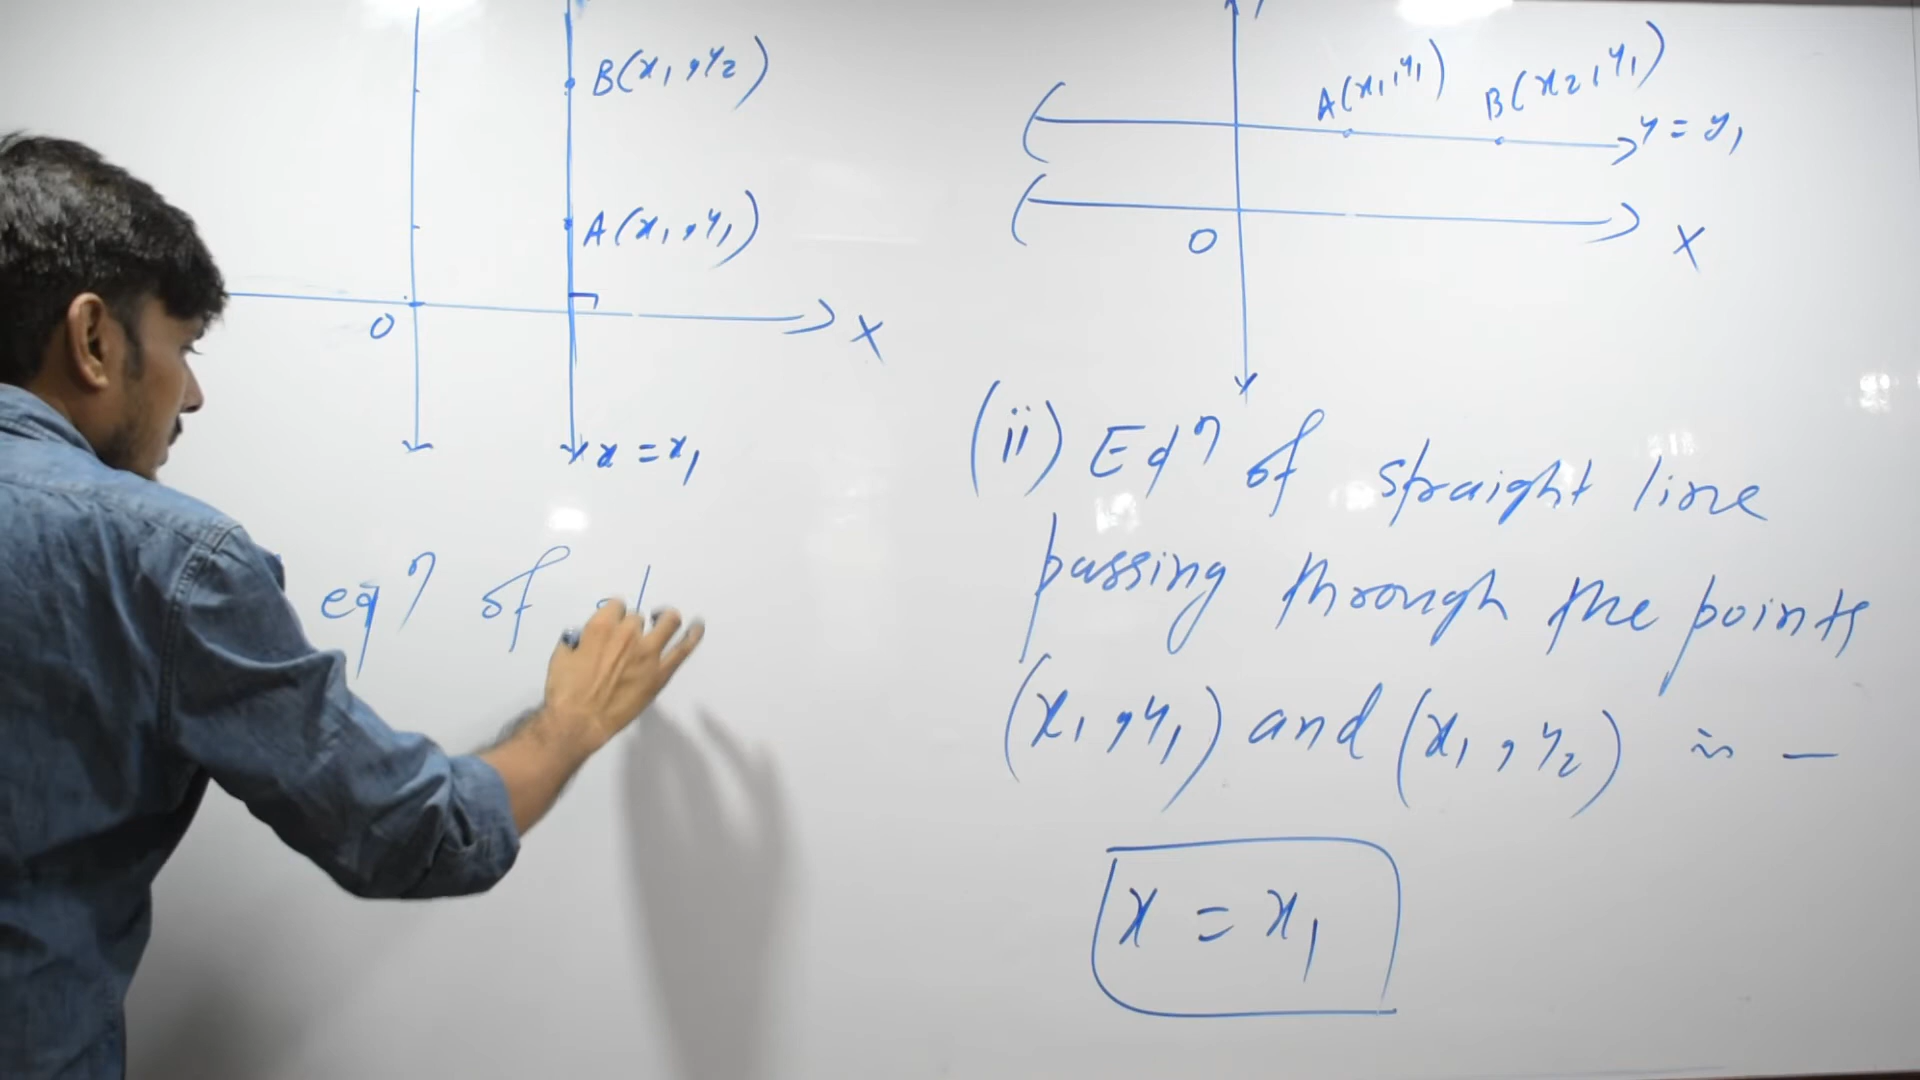 B(x₁,y₂)
A(x₁,y₁)
O
X
x = x₁
eqⁿ of
A(x₁,y₁)
B(x₂,y₁)
y = y₁
O
X
(ii) Eqⁿ of straight line
passing through the points
(x₁,y₁) and (x₁,y₂) is —
x = x₁